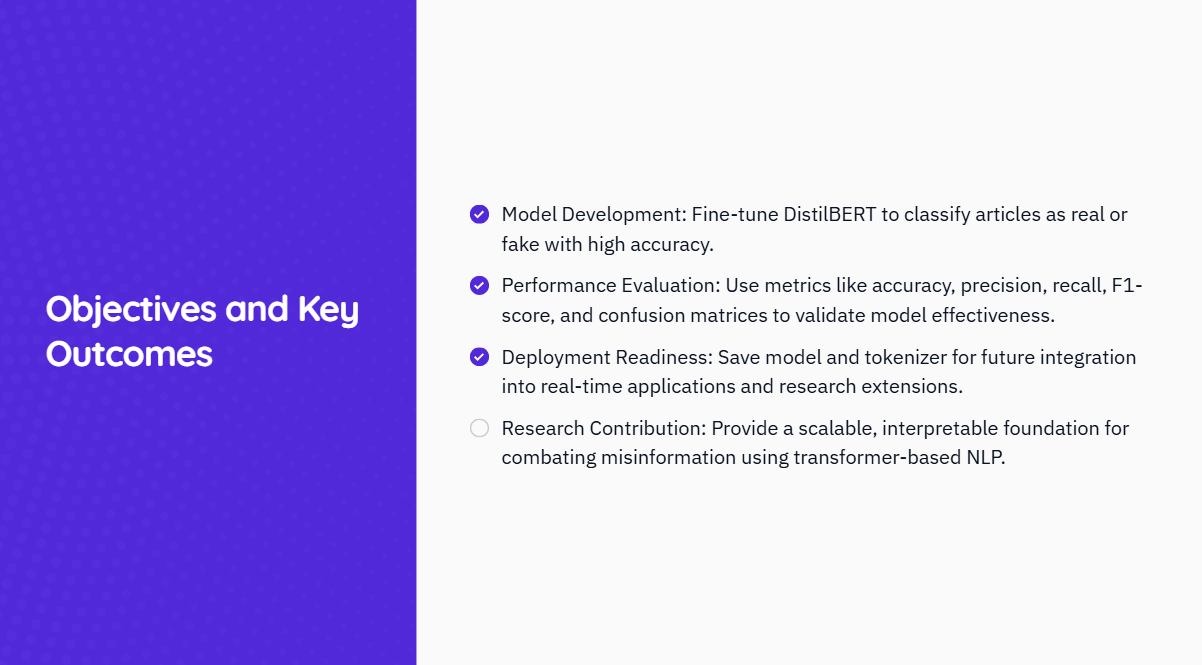 Objectives and Key
Outcomes
Model Development: Fine-tune DistilBERT to classify articles as real or
fake with high accuracy.
Performance Evaluation: Use metrics like accuracy, precision, recall, F1-
score, and confusion matrices to validate model effectiveness.
Deployment Readiness: Save model and tokenizer for future integration
into real-time applications and research extensions.
Research Contribution: Provide a scalable, interpretable foundation for
combating misinformation using transformer-based NLP.